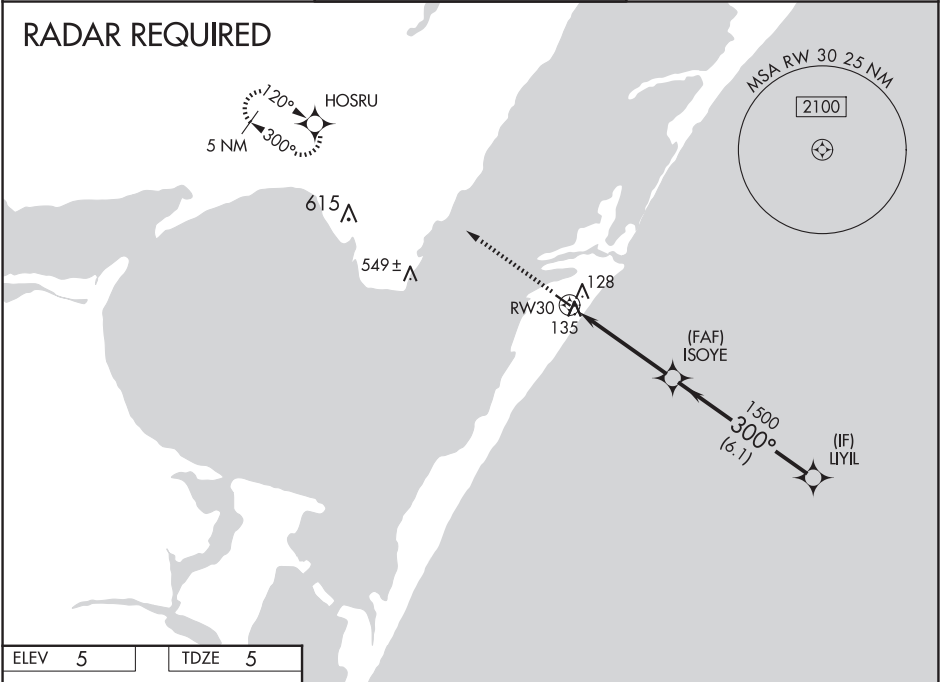 RADAR REQUIRED
MSA RW 30 25 NM
2100
120°
HOSRU
5 NM
300°
615
549±
128
RW30
135
(FAF)
ISOYE
1500
300°
(6.1)
(IF)
LIYIL
ELEV 5
TDZE 5